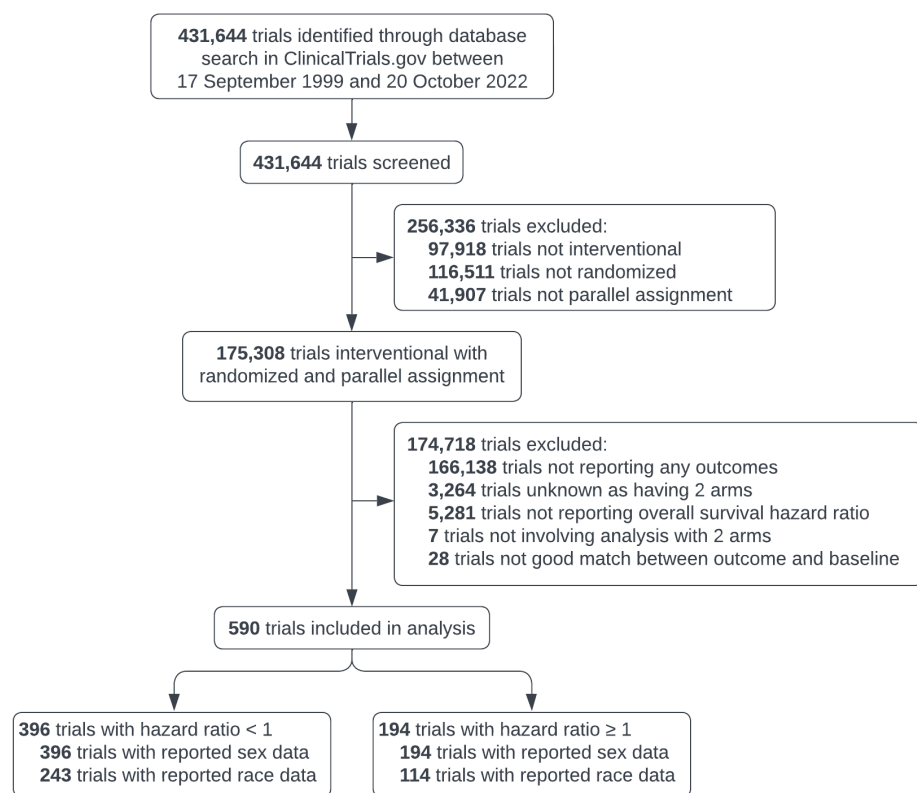 431,644 trials identified through database
search in ClinicalTrials.gov between
17 September 1999 and 20 October 2022
431,644 trials screened
256,336 trials excluded:
97,918 trials not interventional
116,511 trials not randomized
41,907 trials not parallel assignment
175,308 trials interventional with
randomized and parallel assignment
174,718 trials excluded:
166,138 trials not reporting any outcomes
3,264 trials unknown as having 2 arms
5,281 trials not reporting overall survival hazard ratio
7 trials not involving analysis with 2 arms
28 trials not good match between outcome and baseline
590 trials included in analysis
396 trials with hazard ratio < 1
396 trials with reported sex data
243 trials with reported race data
194 trials with hazard ratio ≥ 1
194 trials with reported sex data
114 trials with reported race data